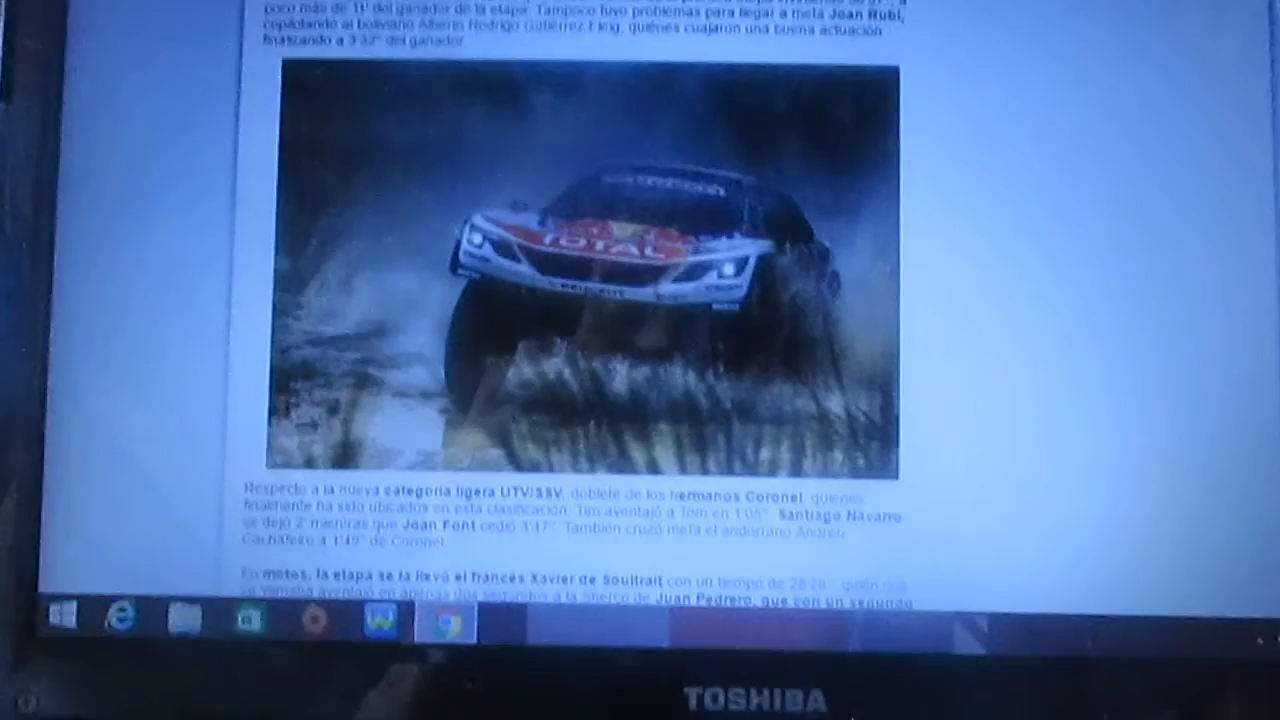 poco más de 11' del ganador de la etapa. Tampoco tuvo problemas para llegar a meta Joan Rubí,
copilotando al boliviano Alberto Rodrigo Gutiérrez, quiénes cuajaron una buena actuación
finalizando a 3'32" del ganador
TOTAL
PEUGEOT
Respecto a la nueva categoría ligera UTV/SSV, doblete de los hermanos Coronel, quienes
finalmente ha sido ubicados en esta clasificación. Tim aventajó a Tom en 1'05". Santiago Navarro
se dejó 2' mientras que Joan Font cedió 3'47". También cruzó meta el andorrano Andreu
Cachafeiro a 1'49" de Coronel.
En motos, la etapa se la llevó el francés Xavier de Soultrait con un tiempo de quién con
su Yamaha aventajó en apenas dos segundos a la Sherco de Juan Pedrero, que con un segundo
TOSHIBA